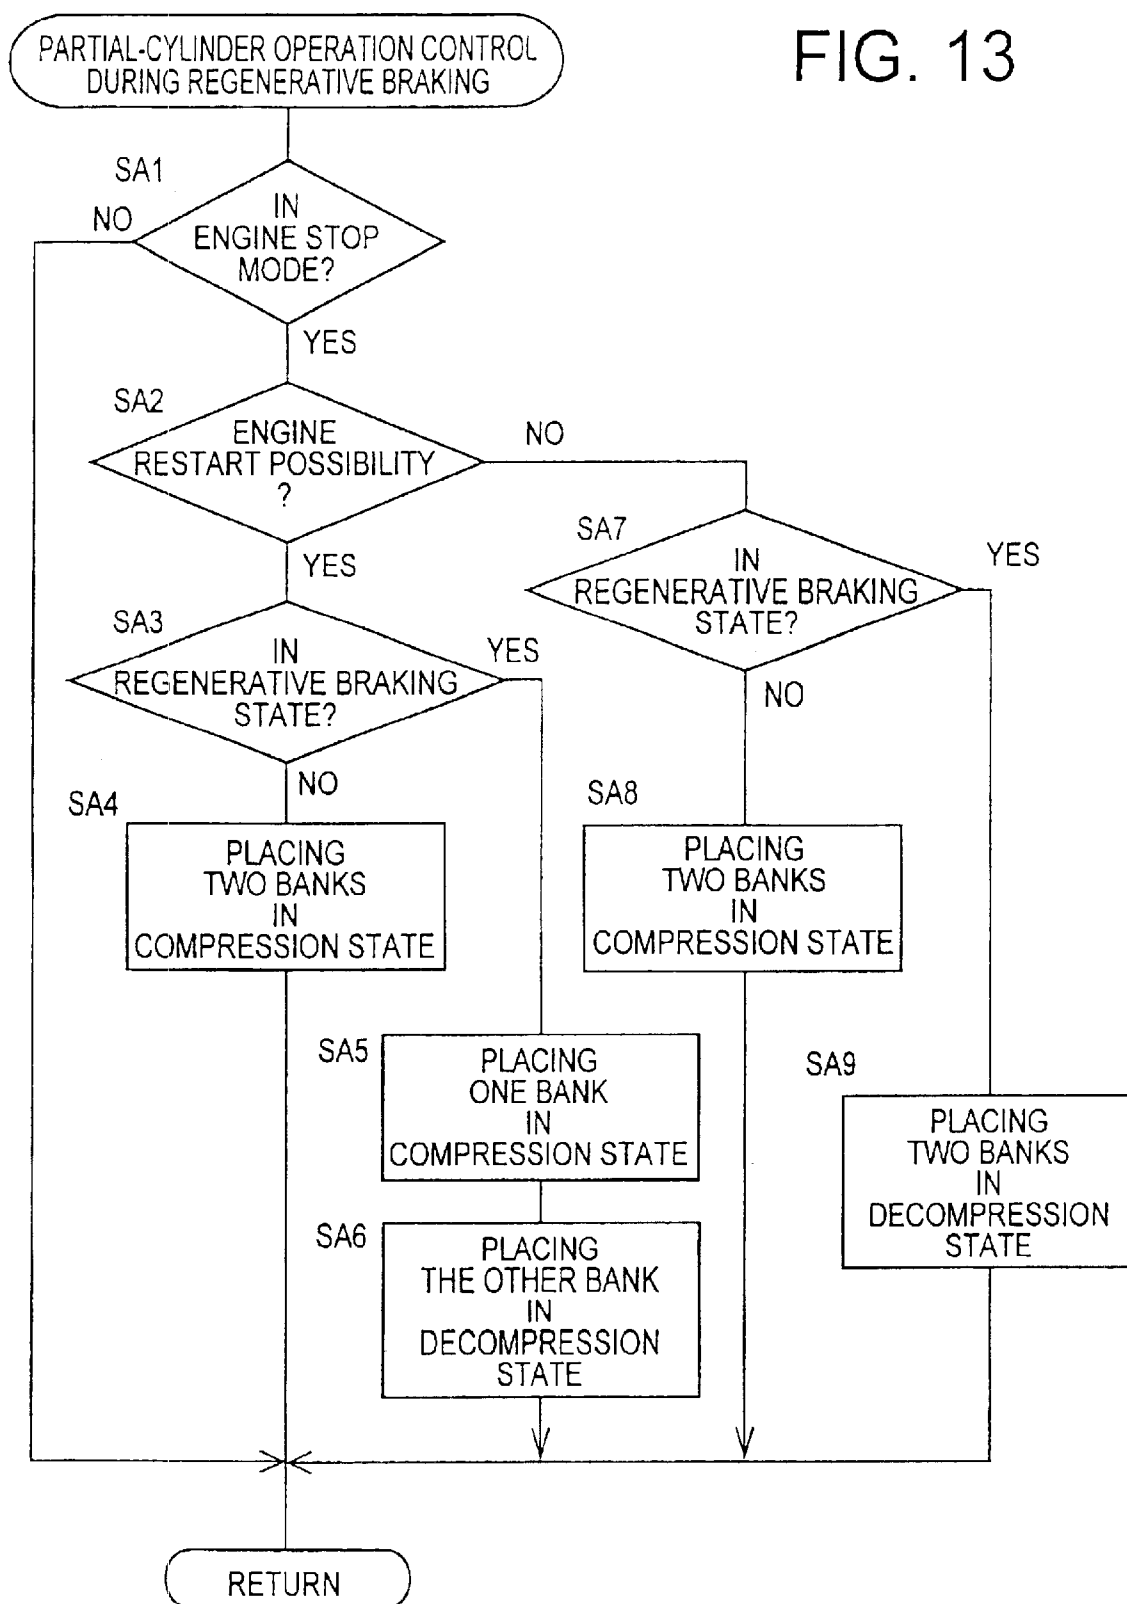 FIG. 13
PARTIAL-CYLINDER OPERATION CONTROL
DURING REGENERATIVE BRAKING
SA1
IN
ENGINE STOP
MODE?
NO
YES
SA2
ENGINE
RESTART POSSIBILITY
?
NO
YES
SA3
IN
REGENERATIVE BRAKING
STATE?
YES
NO
SA7
IN
REGENERATIVE BRAKING
STATE?
YES
NO
SA4
PLACING
TWO BANKS
IN
COMPRESSION STATE
SA8
PLACING
TWO BANKS
IN
COMPRESSION STATE
SA5
PLACING
ONE BANK
IN
COMPRESSION STATE
SA9
PLACING
TWO BANKS
IN
DECOMPRESSION
STATE
SA6
PLACING
THE OTHER BANK
IN
DECOMPRESSION
STATE
RETURN